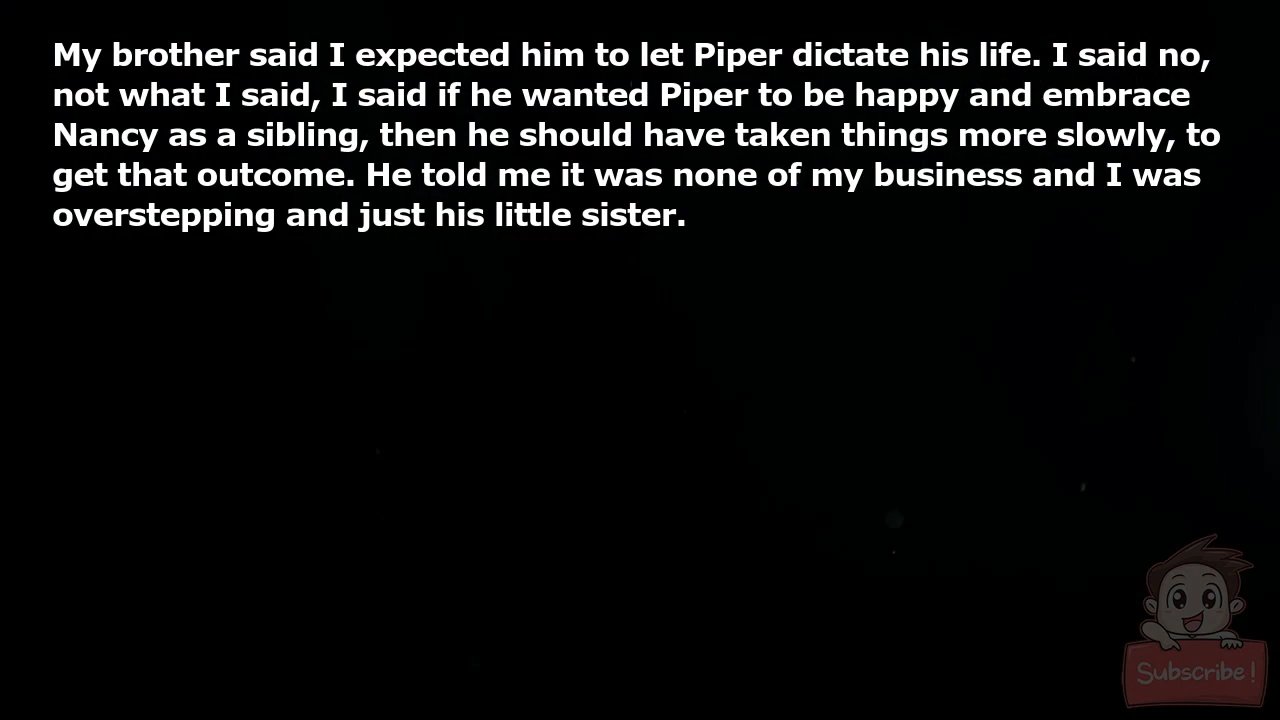 My brother said I expected him to let Piper dictate his life. I said no,
not what I said, I said if he wanted Piper to be happy and embrace
Nancy as a sibling, then he should have taken things more slowly, to
get that outcome. He told me it was none of my business and I was
overstepping and just his little sister.
Subscribe!